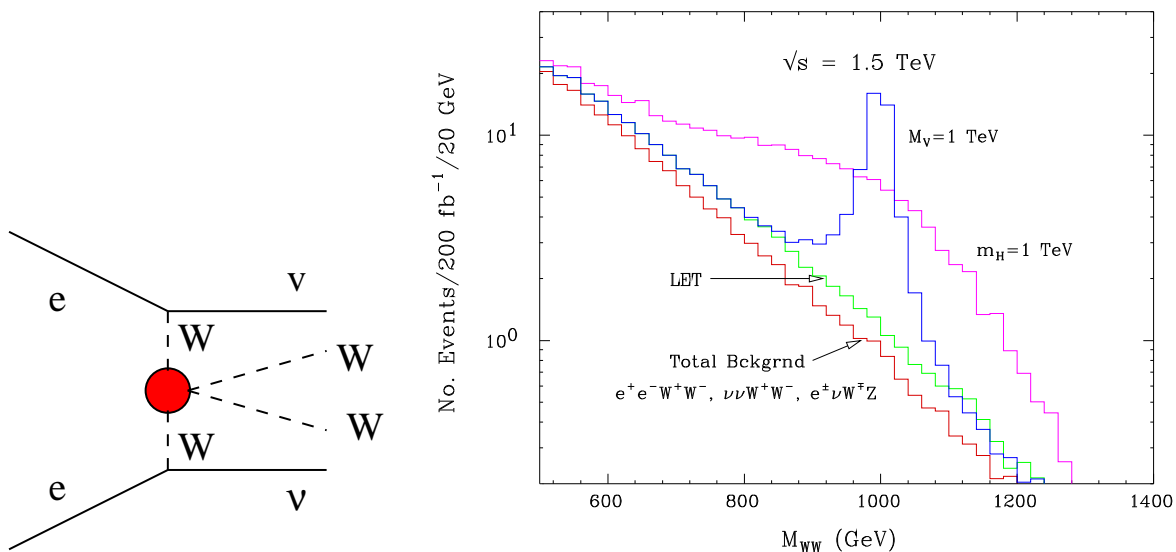 e
ν
W
W
W
W
e
ν
No. Events/200 fb⁻¹/20 GeV
10¹
10⁰
√s = 1.5 TeV
M_V=1 TeV
m_H=1 TeV
LET
Total Bckgrnd
e⁺e⁻W⁺W⁻, ννW⁺W⁻, e^±νW^∓Z
600
800
1000
1200
1400
M_WW (GeV)